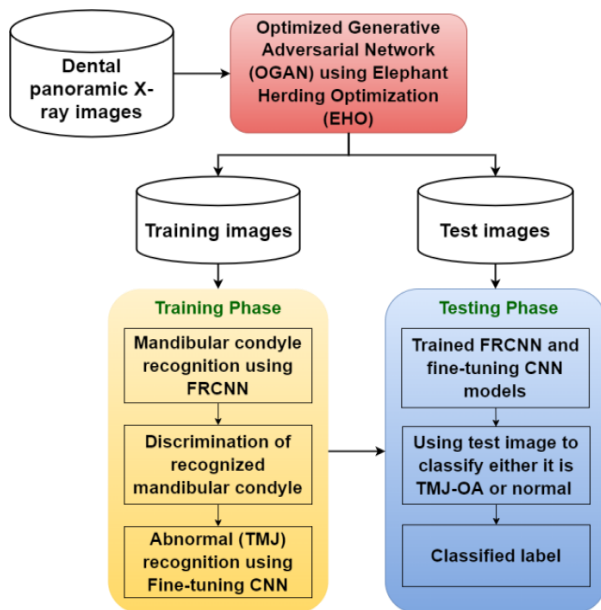 Dental
panoramic X-
ray images
Optimized Generative
Adversarial Network
(OGAN) using Elephant
Herding Optimization
(EHO)
Training images
Test images
Training Phase
Mandibular condyle
recognition using
FRCNN
Discrimination of
recognized
mandibular condyle
Abnormal (TMJ)
recognition using
Fine-tuning CNN
Testing Phase
Trained FRCNN and
fine-tuning CNN
models
Using test image to
classify either it is
TMJ-OA or normal
Classified label